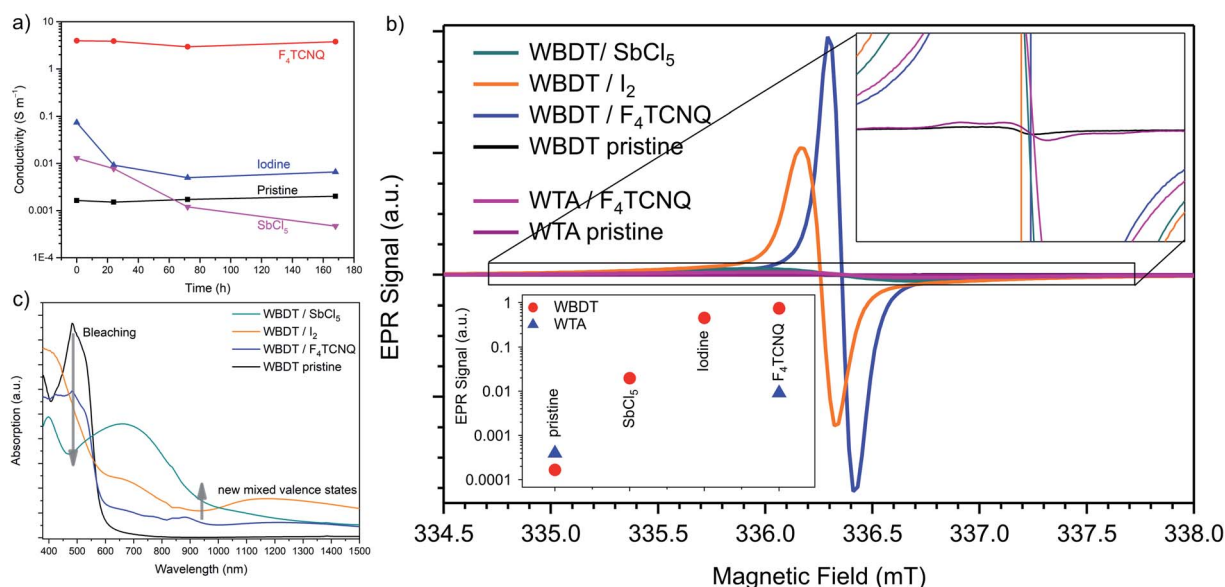 a)
10
F₄TCNQ
1
0.1
0.01
Iodine
Pristine
0.001
SbCl₅
1E-4
0 20 40 60 80 100 120 140 160 180
Time (h)
Conductivity (S m⁻¹)
b)
WBDT/ SbCl₅
WBDT / I₂
WBDT / F₄TCNQ
WBDT pristine
WTA / F₄TCNQ
WTA pristine
EPR Signal (a.u.)
1
WBDT
WTA
0.1
0.01
0.001
0.0001
EPR Signal (a.u.)
pristine
SbCl₅
Iodine
F₄TCNQ
334.5 335.0 335.5 336.0 336.5 337.0 337.5 338.0
Magnetic Field (mT)
c)
WBDT / SbCl₅
WBDT / I₂
WBDT / F₄TCNQ
WBDT pristine
Bleaching
new mixed valence states
Absorption (a.u.)
400 500 600 700 800 900 1000 1100 1200 1300 1400 1500
Wavelength (nm)